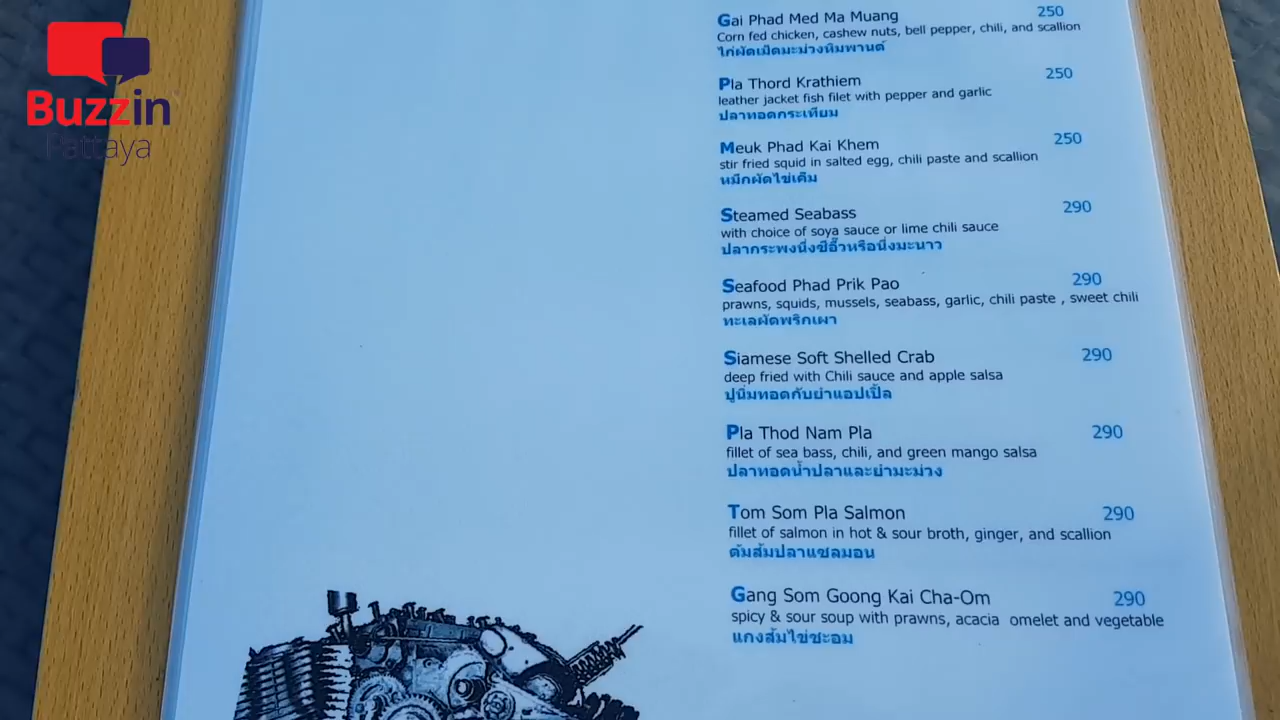 Buzzin
Pattaya
Gai Phad Med Ma Muang 250
Corn fed chicken, cashew nuts, bell pepper, chili, and scallion
ไก่ผัดเม็ดมะม่วงหิมพานต์
Pla Thord Krathiem 250
leather jacket fish filet with pepper and garlic
ปลาทอดกระเทียม
Meuk Phad Kai Khem 250
stir fried squid in salted egg, chili paste and scallion
หมึกผัดไข่เค็ม
Steamed Seabass 290
with choice of soya sauce or lime chili sauce
ปลากระพงนึ่งซีอิ๊วหรือนึ่งมะนาว
Seafood Phad Prik Pao 290
prawns, squids, mussels, seabass, garlic, chili paste , sweet chili
ทะเลผัดพริกเผา
Siamese Soft Shelled Crab 290
deep fried with Chili sauce and apple salsa
ปูนิ่มทอดกับยำแอปเปิ้ล
Pla Thod Nam Pla 290
fillet of sea bass, chili, and green mango salsa
ปลาทอดน้ำปลาและยำมะม่วง
Tom Som Pla Salmon 290
fillet of salmon in hot & sour broth, ginger, and scallion
ต้มส้มปลาแซลมอน
Gang Som Goong Kai Cha-Om 290
spicy & sour soup with prawns, acacia omelet and vegetable
แกงส้มไข่ชะอม